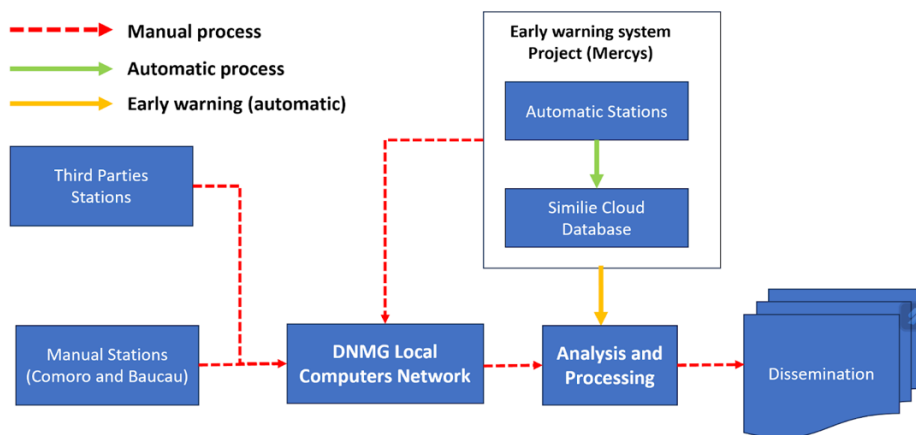 Manual process
Automatic process
Early warning (automatic)
Early warning system
Project (Mercys)
Automatic Stations
Third Parties
Stations
Similie Cloud
Database
Manual Stations
(Comoro and Baucau)
DNMG Local
Computers Network
Analysis and
Processing
Dissemination